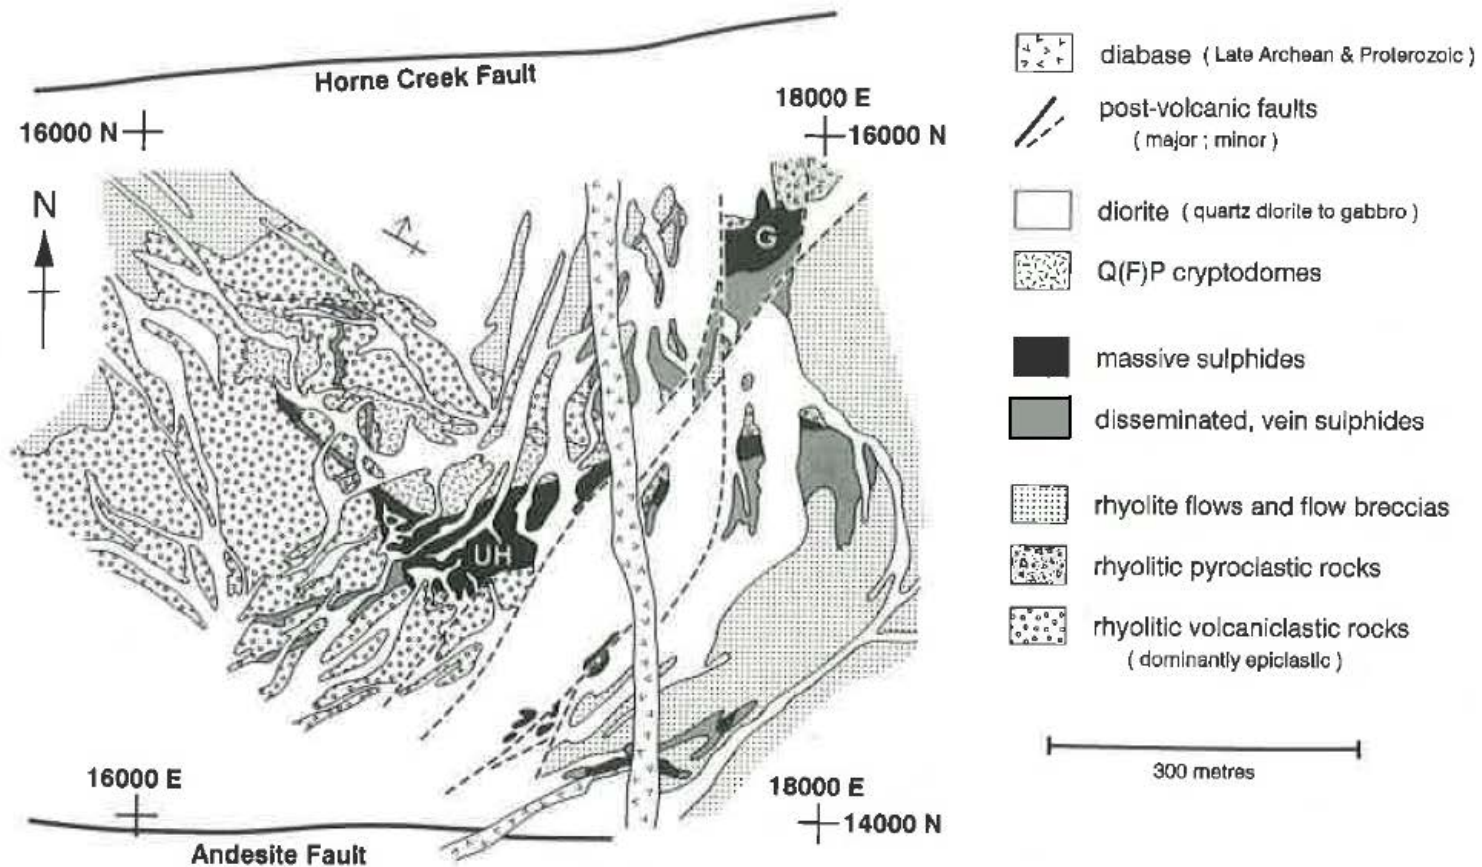 Horne Creek Fault
16000 N
18000 E
16000 N
N
G
UH
16000 E
18000 E
14000 N
Andesite Fault
diabase ( Late Archean & Proterozoic )
post-volcanic faults
( major ; minor )
diorite ( quartz diorite to gabbro )
Q(F)P cryptodomes
massive sulphides
disseminated, vein sulphides
rhyolite flows and flow breccias
rhyolitic pyroclastic rocks
rhyolitic volcaniclastic rocks
( dominantly epiclastic )
300 metres